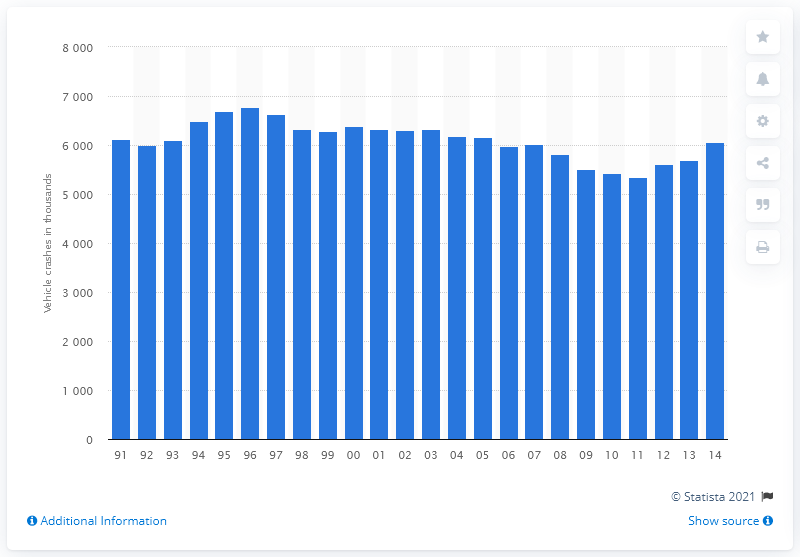 8 000
7 000
6 000
5 000
4 000
3 000
2 000
1 000
0
Vehicle crashes in thousands
91 92 93 94 95 96 97 98 99 00 01 02 03 04 05 06 07 08 09 10 11 12 13 14
© Statista 2021
Additional Information
Show source